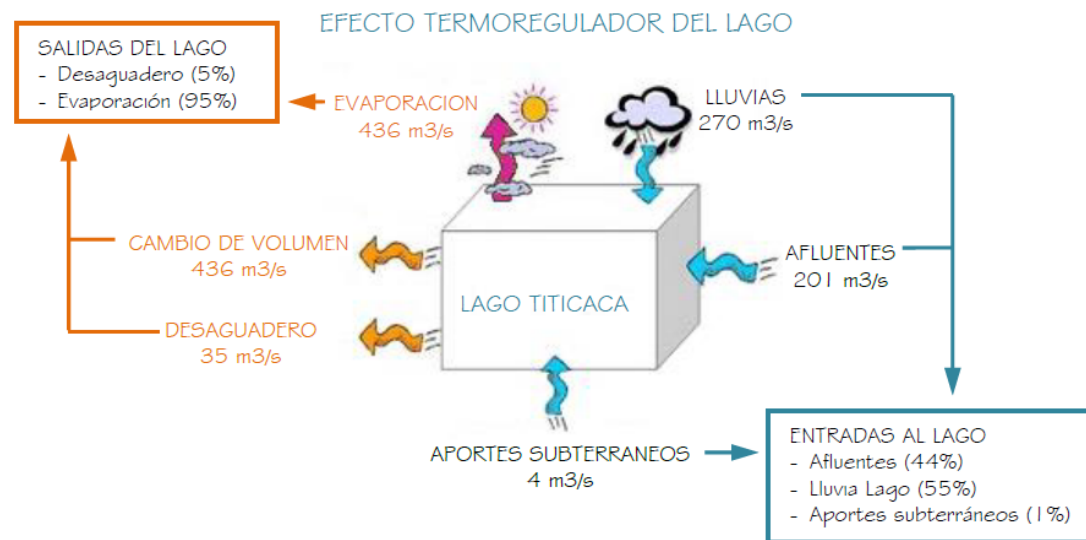 EFECTO TERMOREGULADOR DEL LAGO
SALIDAS DEL LAGO
- Desaguadero (5%)
- Evaporación (95%)
EVAPORACION
436 m3/s
LLUVIAS
270 m3/s
CAMBIO DE VOLUMEN
436 m3/s
AFLUENTES
201 m3/s
LAGO TITICACA
DESAGUADERO
35 m3/s
APORTES SUBTERRANEOS
4 m3/s
ENTRADAS AL LAGO
- Afluentes (44%)
- Lluvia Lago (55%)
- Aportes subterráneos (1%)